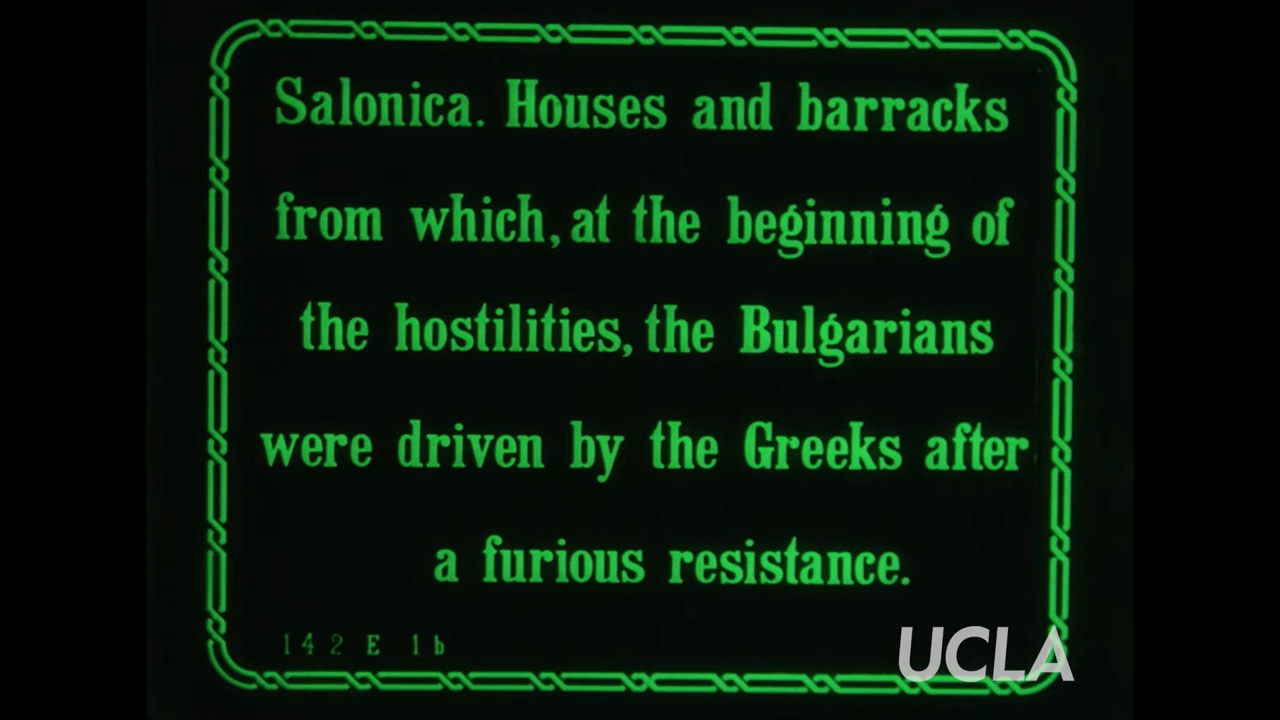 Salonica. Houses and barracks
from which, at the beginning of
the hostilities, the Bulgarians
were driven by the Greeks after
a furious resistance.
142 E 1b
UCLA